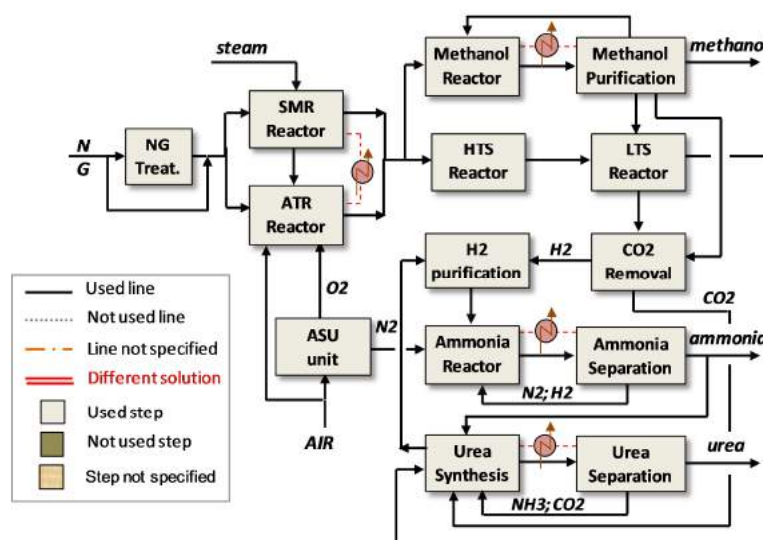 steam
Methanol
Reactor
Methanol
Purification
methano
SMR
Reactor
N
G
NG
Treat.
HTS
Reactor
LTS
Reactor
ATR
Reactor
O2
H2
purification
H2
CO2
Removal
CO2
Used line
Not used line
Line not specified
Different solution
Used step
Not used step
Step not specified
ASU
unit
N2
Ammonia
Reactor
Ammonia
Separation
ammonia
N2; H2
AIR
Urea
Synthesis
Urea
Separation
urea
NH3; CO2